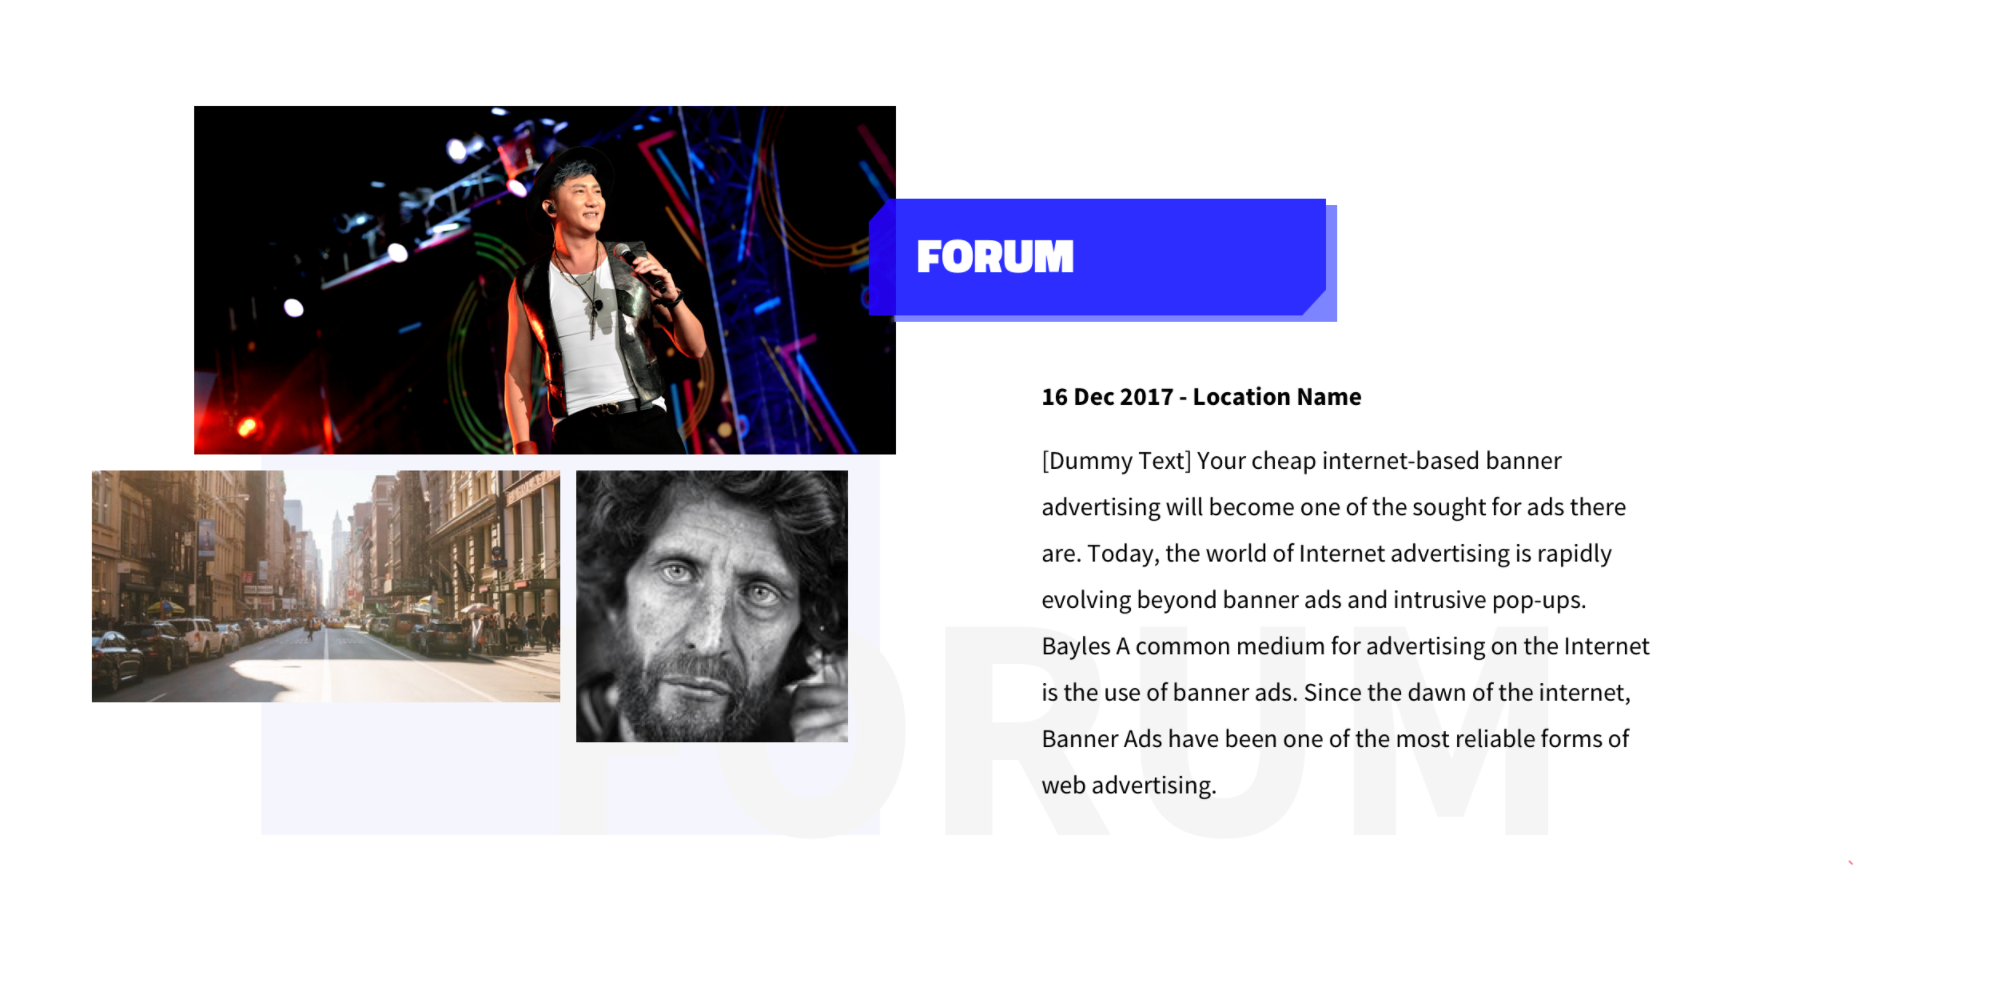 FORUM
16 Dec 2017 - Location Name
[Dummy Text] Your cheap internet-based banner
advertising will become one of the sought for ads there
are. Today, the world of Internet advertising is rapidly
evolving beyond banner ads and intrusive pop-ups.
Bayles A common medium for advertising on the Internet
is the use of banner ads. Since the dawn of the internet,
Banner Ads have been one of the most reliable forms of
web advertising.
FORUM